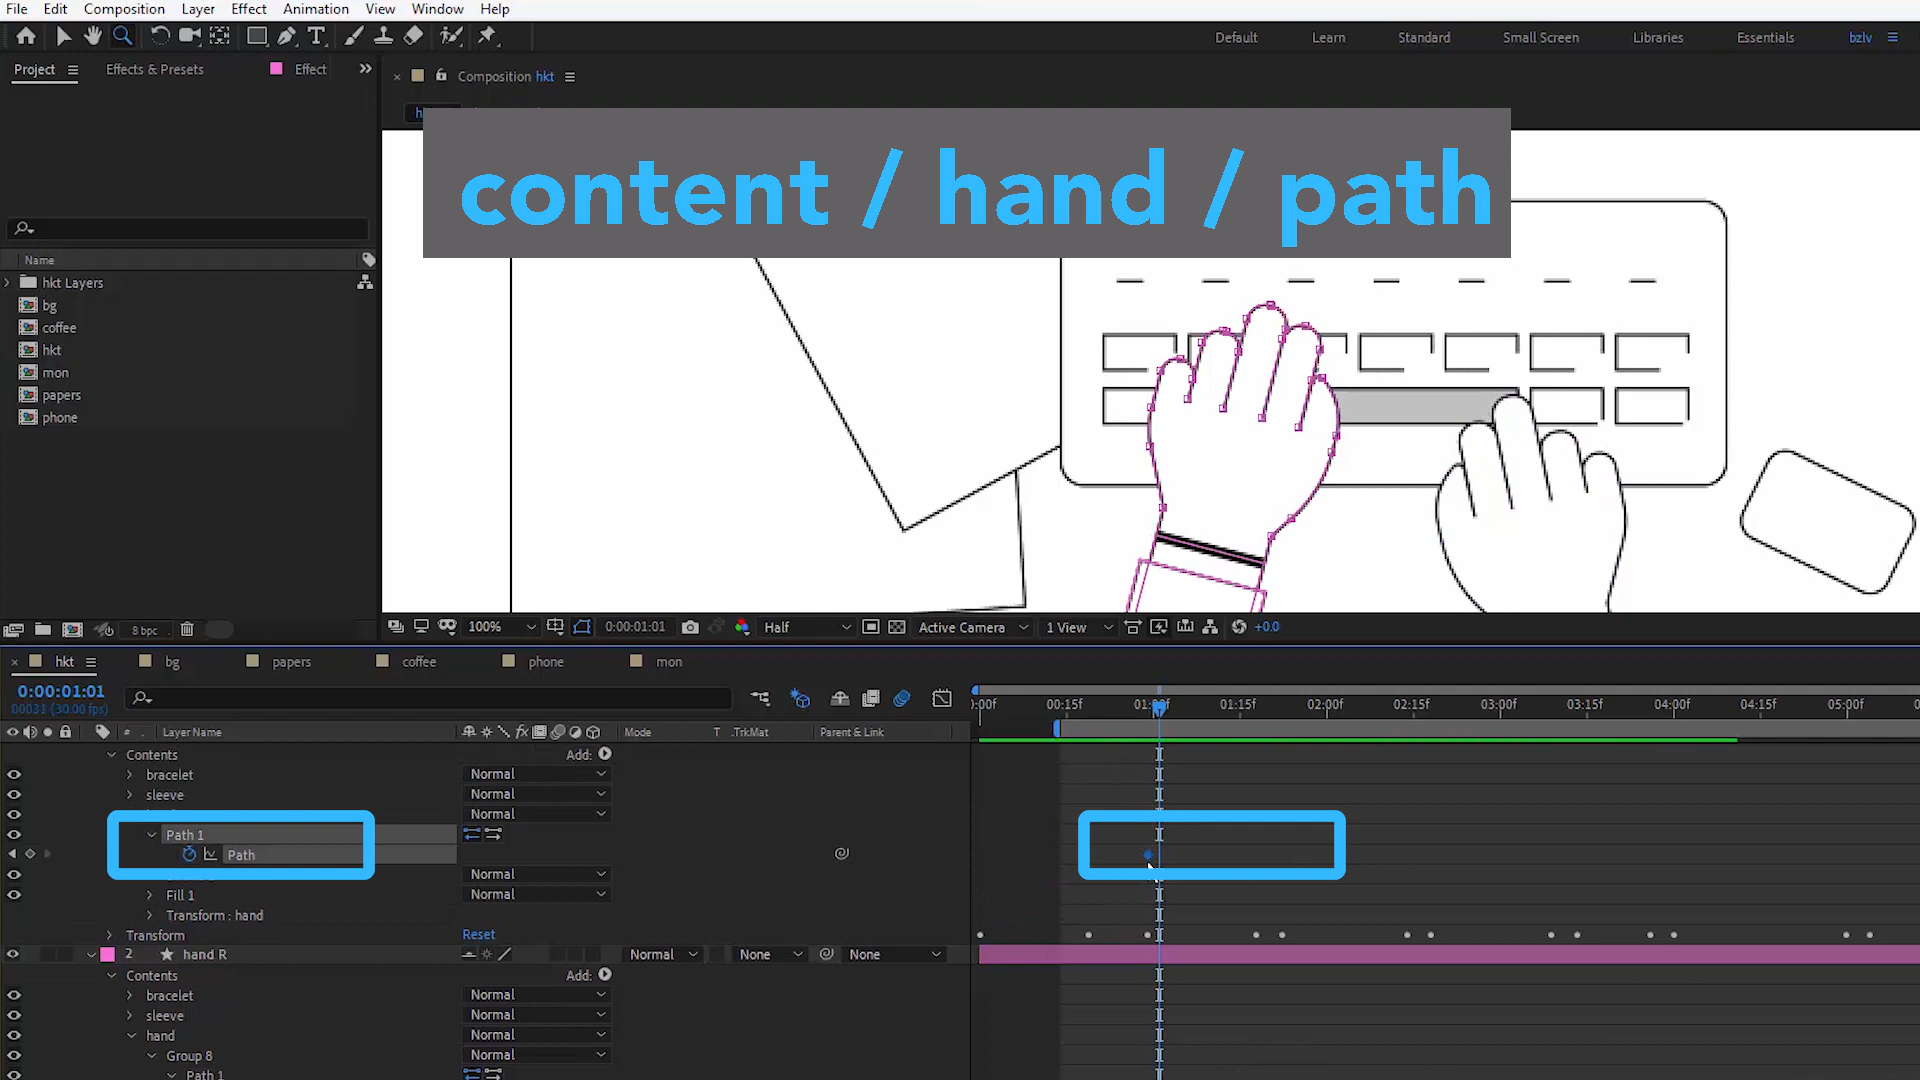 File Edit Composition Layer Effect Animation View Window Help
Default Learn Standard Small Screen Libraries Essentials bzlv
Project Effects & Presets Effect
Composition hkt
content / hand / path
Name
hkt Layers
bg
coffee
hkt
mon
papers
phone
8 bpc
100% 0:00:01:01 Half Active Camera 1 View +0.0
hkt bg papers coffee phone mon
0:00:01:01
00031 (30.00 fps)
:00f 00:15f 01:00f 01:15f 02:00f 02:15f 03:00f 03:15f 04:00f 04:15f 05:00f
# Layer Name Mode T .TrkMat Parent & Link
Contents Add:
bracelet Normal
sleeve Normal
Normal
Path 1
Path
Normal
Fill 1 Normal
Transform : hand
Transform Reset
2 hand R Normal None None
Contents Add:
bracelet Normal
sleeve Normal
hand Normal
Group 8 Normal
Path 1